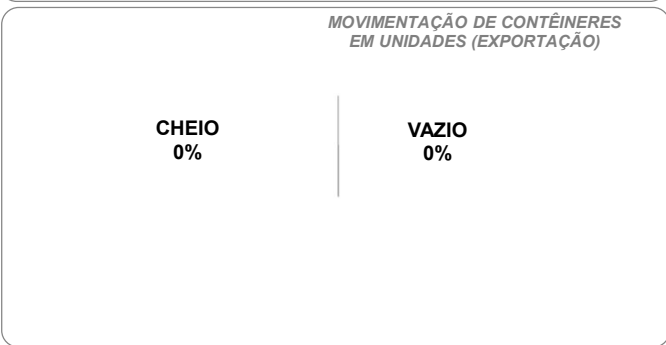 MOVIMENTAÇÃO DE CONTÊINERES
EM UNIDADES (EXPORTAÇÃO)
CHEIO VAZIO
0% 0%